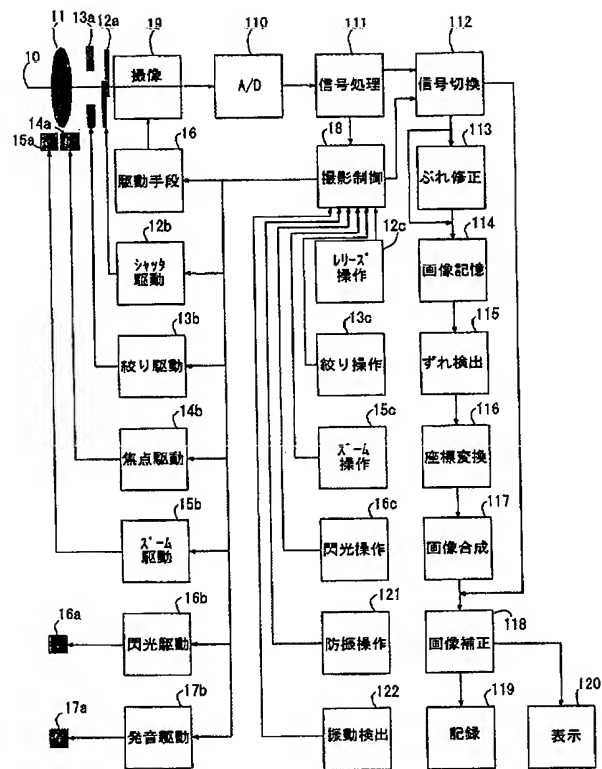 11
13a
12a
19
110
111
112
10
撮像
A/D
信号処理
信号切換
14a
15a
16
18
113
駆動手段
撮影制御
ぶれ修正
12b
12c
114
シャッタ
駆動
レリーズ
操作
画像記憶
13b
13c
115
絞り駆動
絞り操作
ずれ検出
14b
15c
116
焦点駆動
ズーム
操作
座標変換
15b
16c
117
ズーム
駆動
閃光操作
画像合成
16a
16b
121
118
閃光駆動
防振操作
画像補正
17a
17b
122
119
120
発音駆動
振動検出
記録
表示